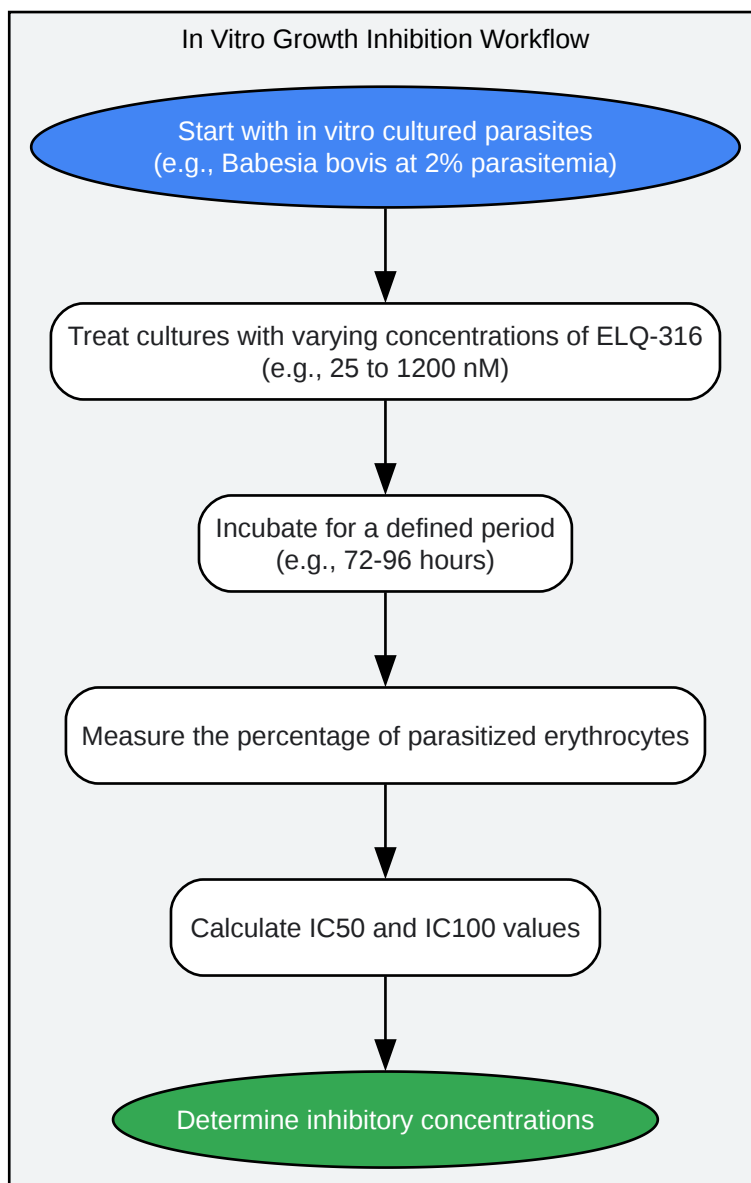 In Vitro Growth Inhibition Workflow
Start with in vitro cultured parasites
(e.g., Babesia bovis at 2% parasitemia)
Treat cultures with varying concentrations of ELQ-316
(e.g., 25 to 1200 nM)
Incubate for a defined period
(e.g., 72-96 hours)
Measure the percentage of parasitized erythrocytes
Calculate IC50 and IC100 values
Determine inhibitory concentrations